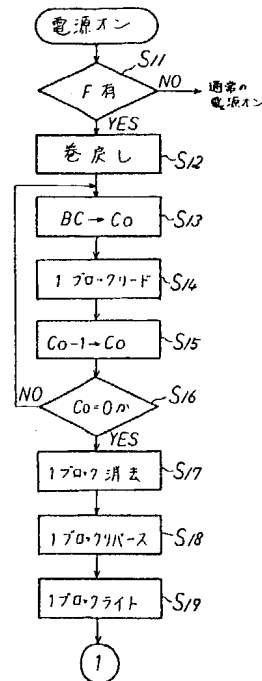 電源オン
S11
F有
NO
通常の
電源オン
YES
巻戻し
S12
BC→Co
S13
1ブロックリード
S14
Co-1→Co
S15
NO
Co=0か
S16
YES
1ブロック消去
S17
1ブロックリバース
S18
1ブロックライト
S19
1